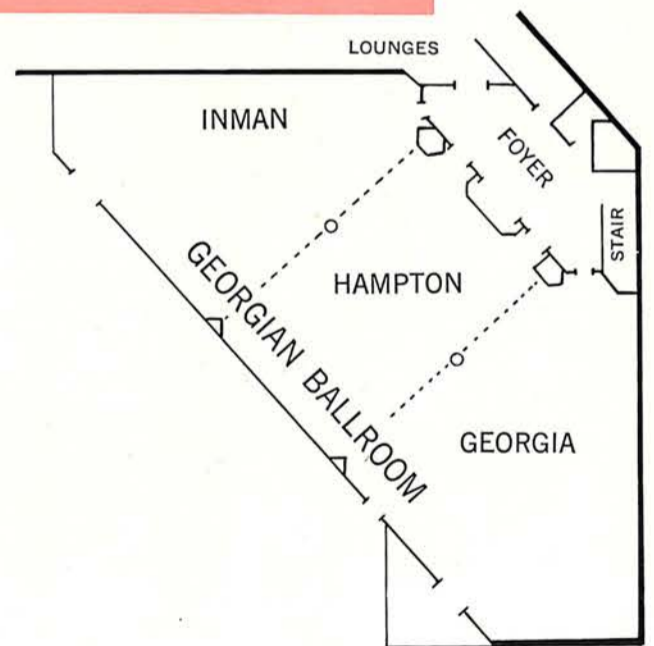 LOUNGES
INMAN
FOYER
STAIR
HAMPTON
GEORGIAN BALLROOM
GEORGIA